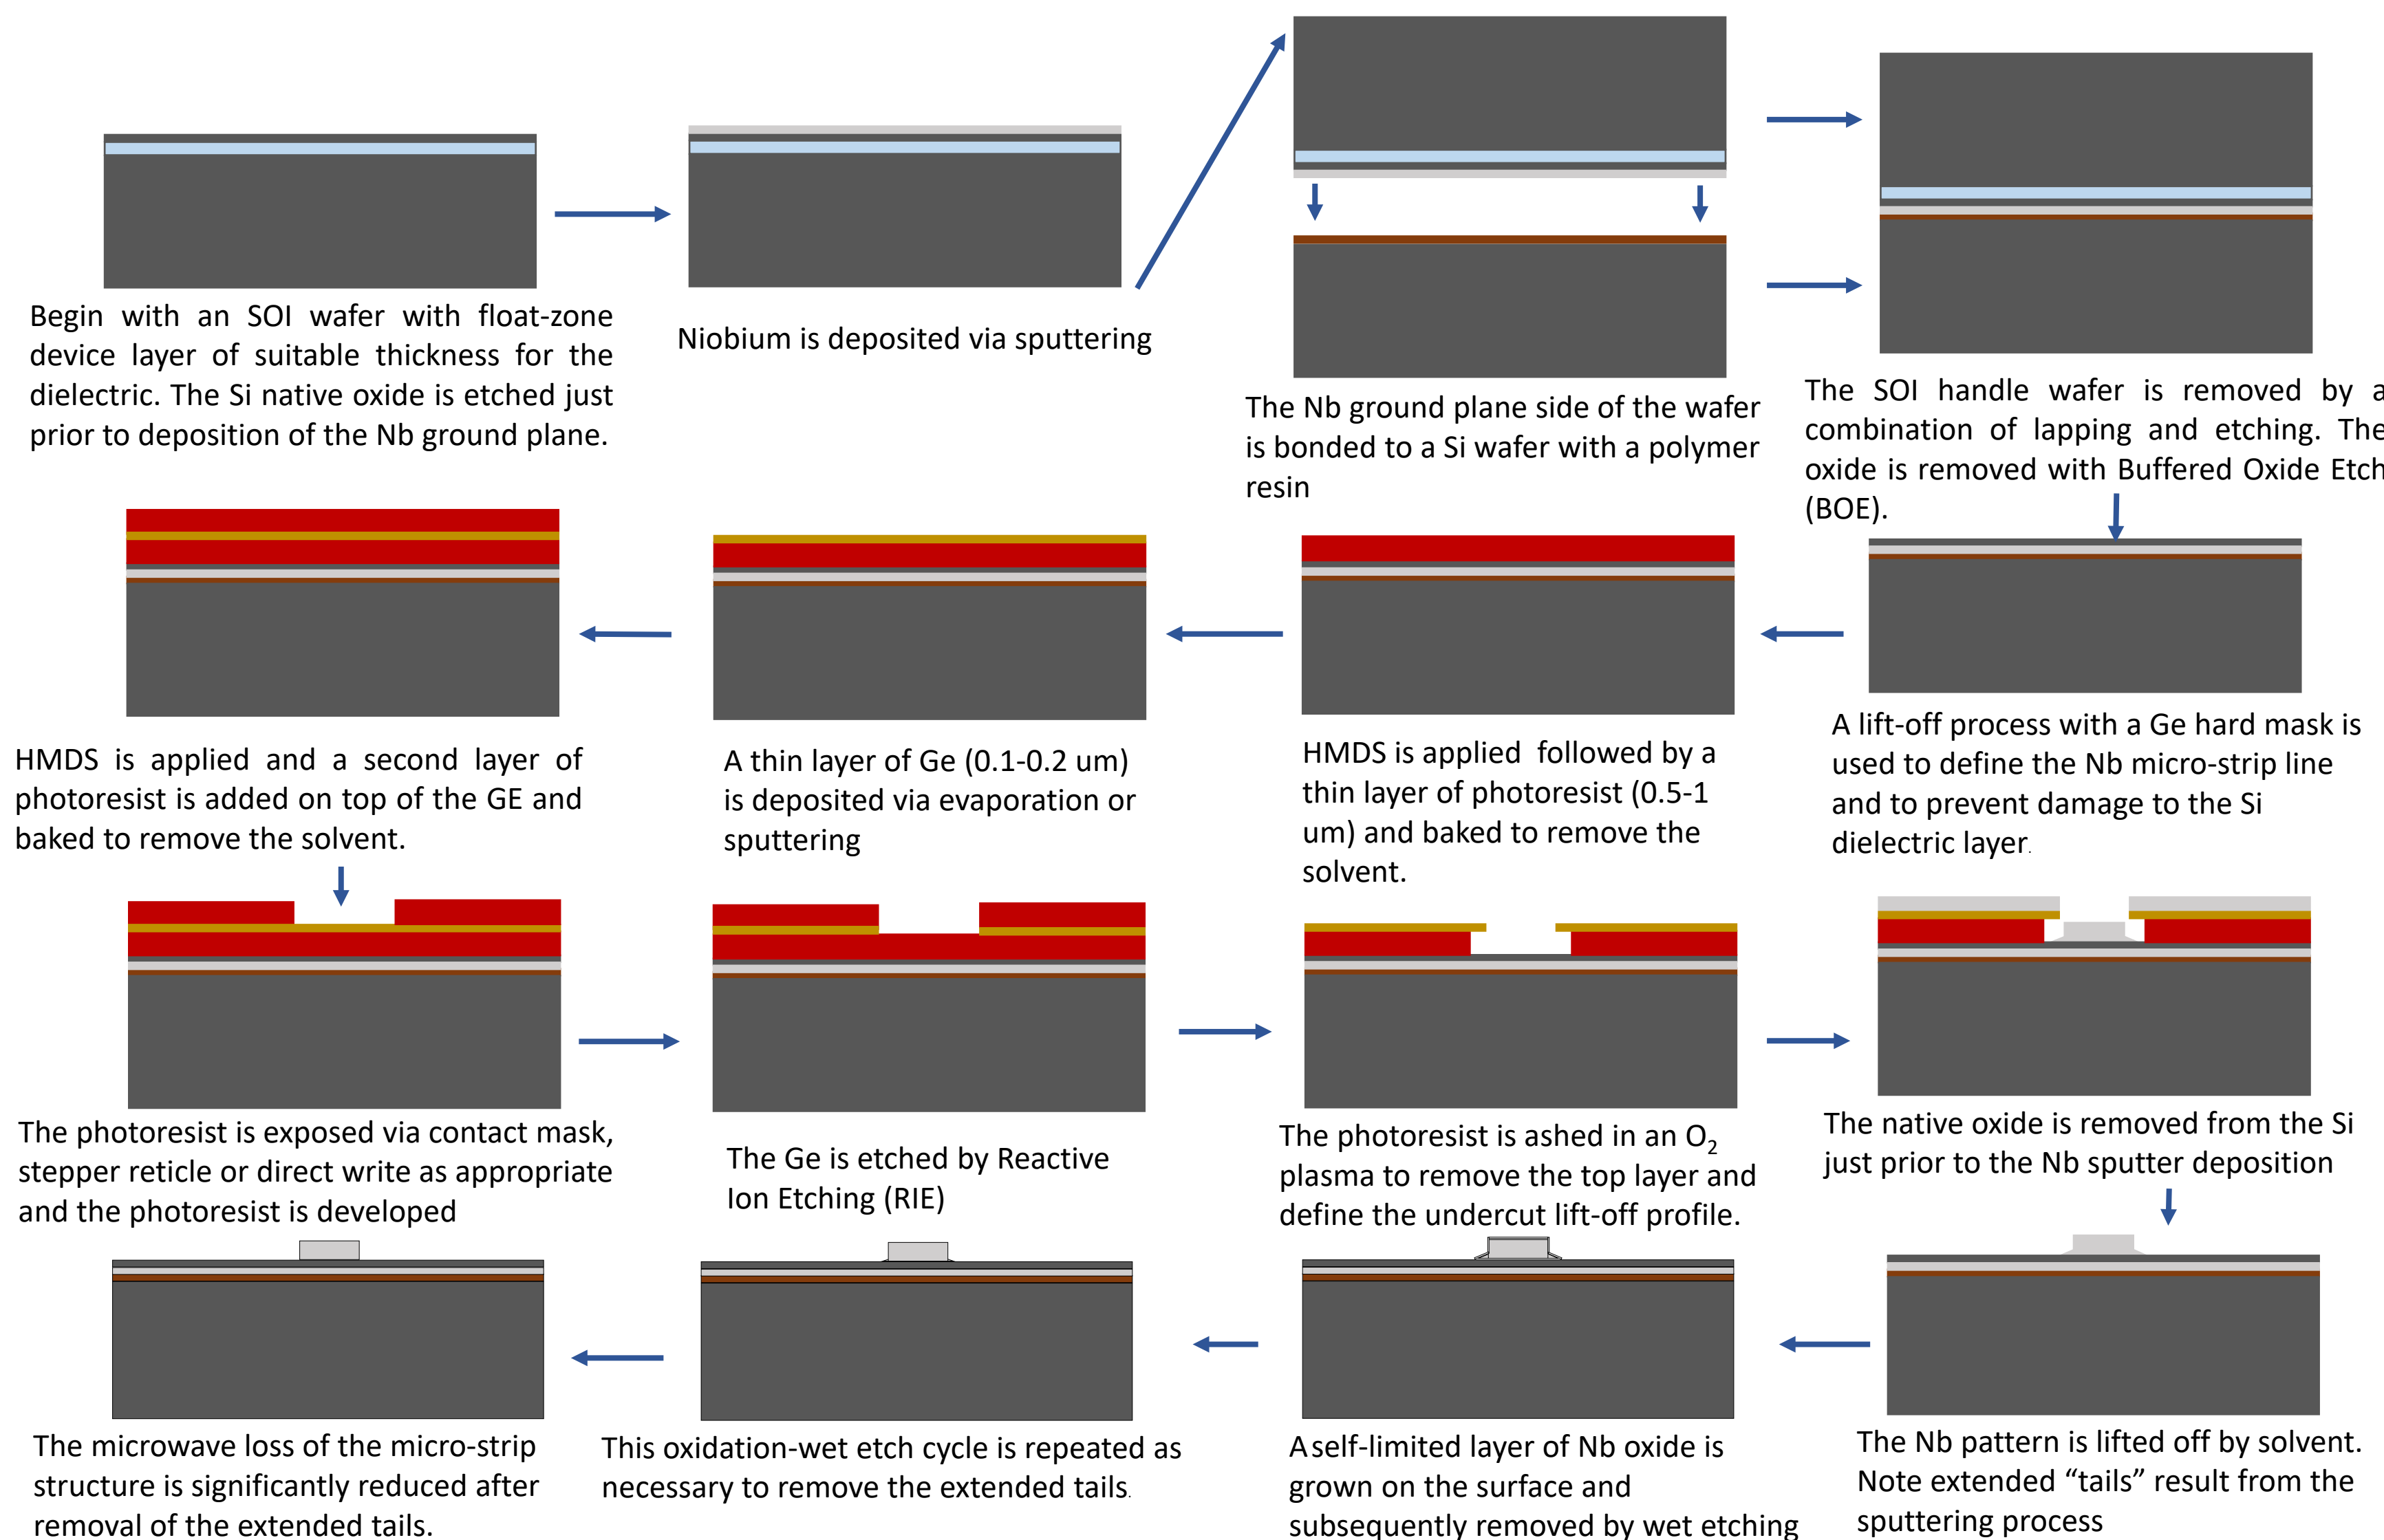 Begin with an SOI wafer with float-zone
device layer of suitable thickness for the
dielectric. The Si native oxide is etched just
prior to deposition of the Nb ground plane.
Niobium is deposited via sputtering
The Nb ground plane side of the wafer
is bonded to a Si wafer with a polymer
resin
The SOI handle wafer is removed by a
combination of lapping and etching. The
oxide is removed with Buffered Oxide Etch
(BOE).
A lift-off process with a Ge hard mask is
used to define the Nb micro-strip line
and to prevent damage to the Si
dielectric layer.
HMDS is applied followed by a
thin layer of photoresist (0.5-1
um) and baked to remove the
solvent.
A thin layer of Ge (0.1-0.2 um)
is deposited via evaporation or
sputtering
HMDS is applied and a second layer of
photoresist is added on top of the GE and
baked to remove the solvent.
The photoresist is exposed via contact mask,
stepper reticle or direct write as appropriate
and the photoresist is developed
The Ge is etched by Reactive
Ion Etching (RIE)
The photoresist is ashed in an O₂
plasma to remove the top layer and
define the undercut lift-off profile.
The native oxide is removed from the Si
just prior to the Nb sputter deposition
The Nb pattern is lifted off by solvent.
Note extended “tails” result from the
sputtering process
A self-limited layer of Nb oxide is
grown on the surface and
subsequently removed by wet etching
This oxidation-wet etch cycle is repeated as
necessary to remove the extended tails.
The microwave loss of the micro-strip
structure is significantly reduced after
removal of the extended tails.